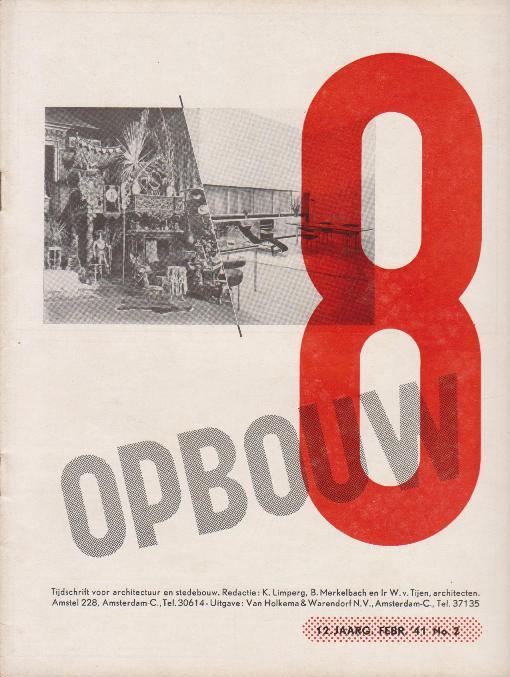 8
OPBOUW
Tijdschrift voor architectuur en stedebouw. Redactie: K. Limperg, B. Merkelbach en Ir W. v. Tijen, architecten.
Amstel 228, Amsterdam-C., Tel. 30614 - Uitgave: Van Holkema & Warendorf N.V., Amsterdam-C., Tel. 37135
12 JAARG. FEBR. '41 No. 2